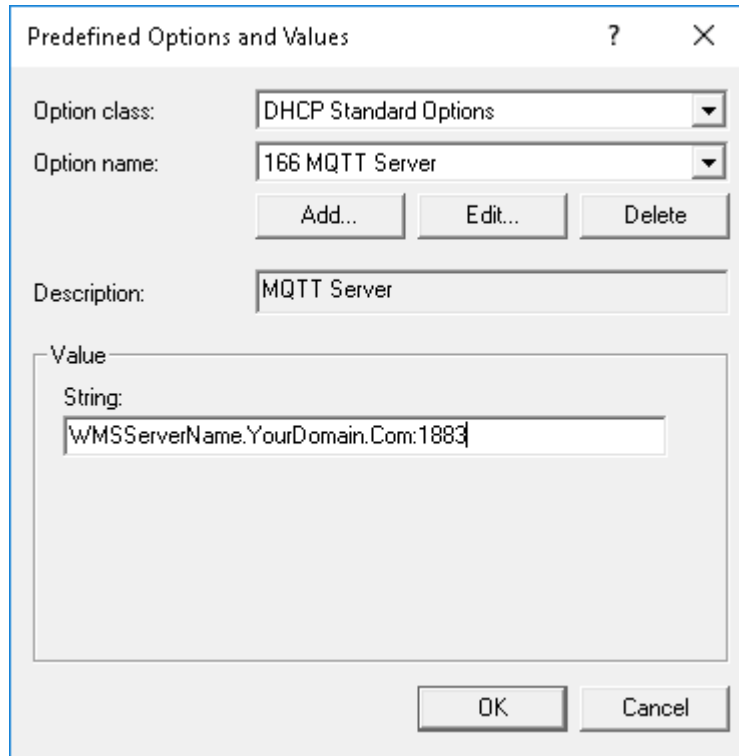 Predefined Options and Values
?
Option class: DHCP Standard Options
Option name: 166 MQTT Server
Add... Edit... Delete
Description: MQTT Server
Value
String:
WMSServerName.YourDomain.Com:1883
OK Cancel